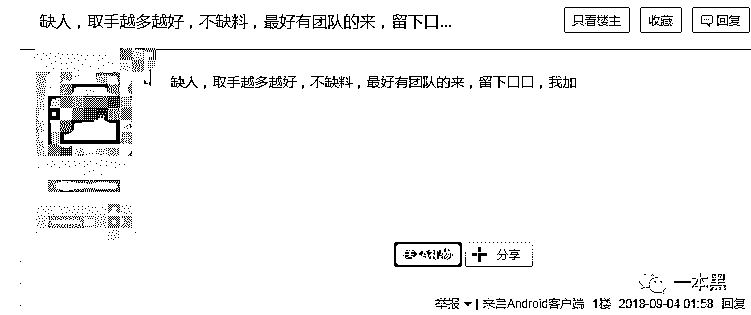 缺人，取手越多越好，不缺料，最好有团队的来，留下口...
只看楼主
收藏
回复
缺人，取手越多越好，不缺料，最好有团队的来，留下口口，我加
分享
一本黑
举报 | 来自Android客户端 1楼 2018-09-04 01:58 回复